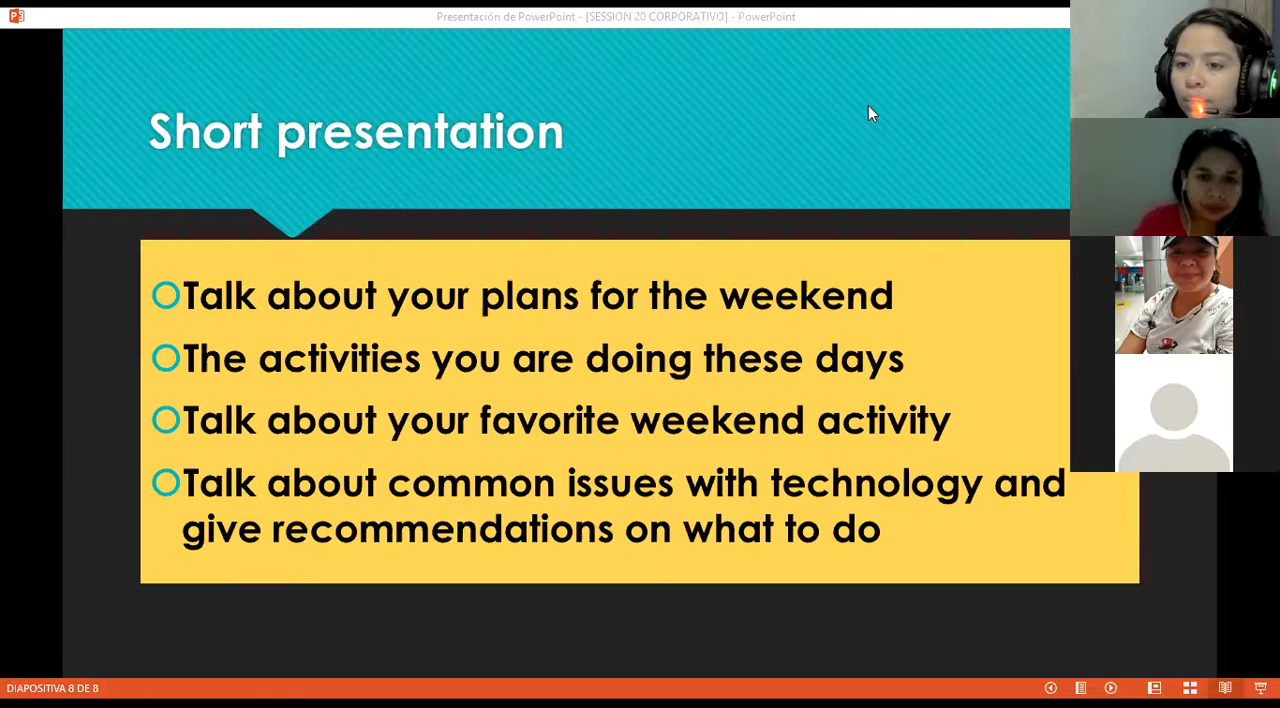 Presentación de PowerPoint - [SESSION 20 CORPORATIVO] - PowerPoint
Short presentation
Talk about your plans for the weekend
The activities you are doing these days
Talk about your favorite weekend activity
Talk about common issues with technology and
give recommendations on what to do
DIAPOSITIVA 8 DE 8